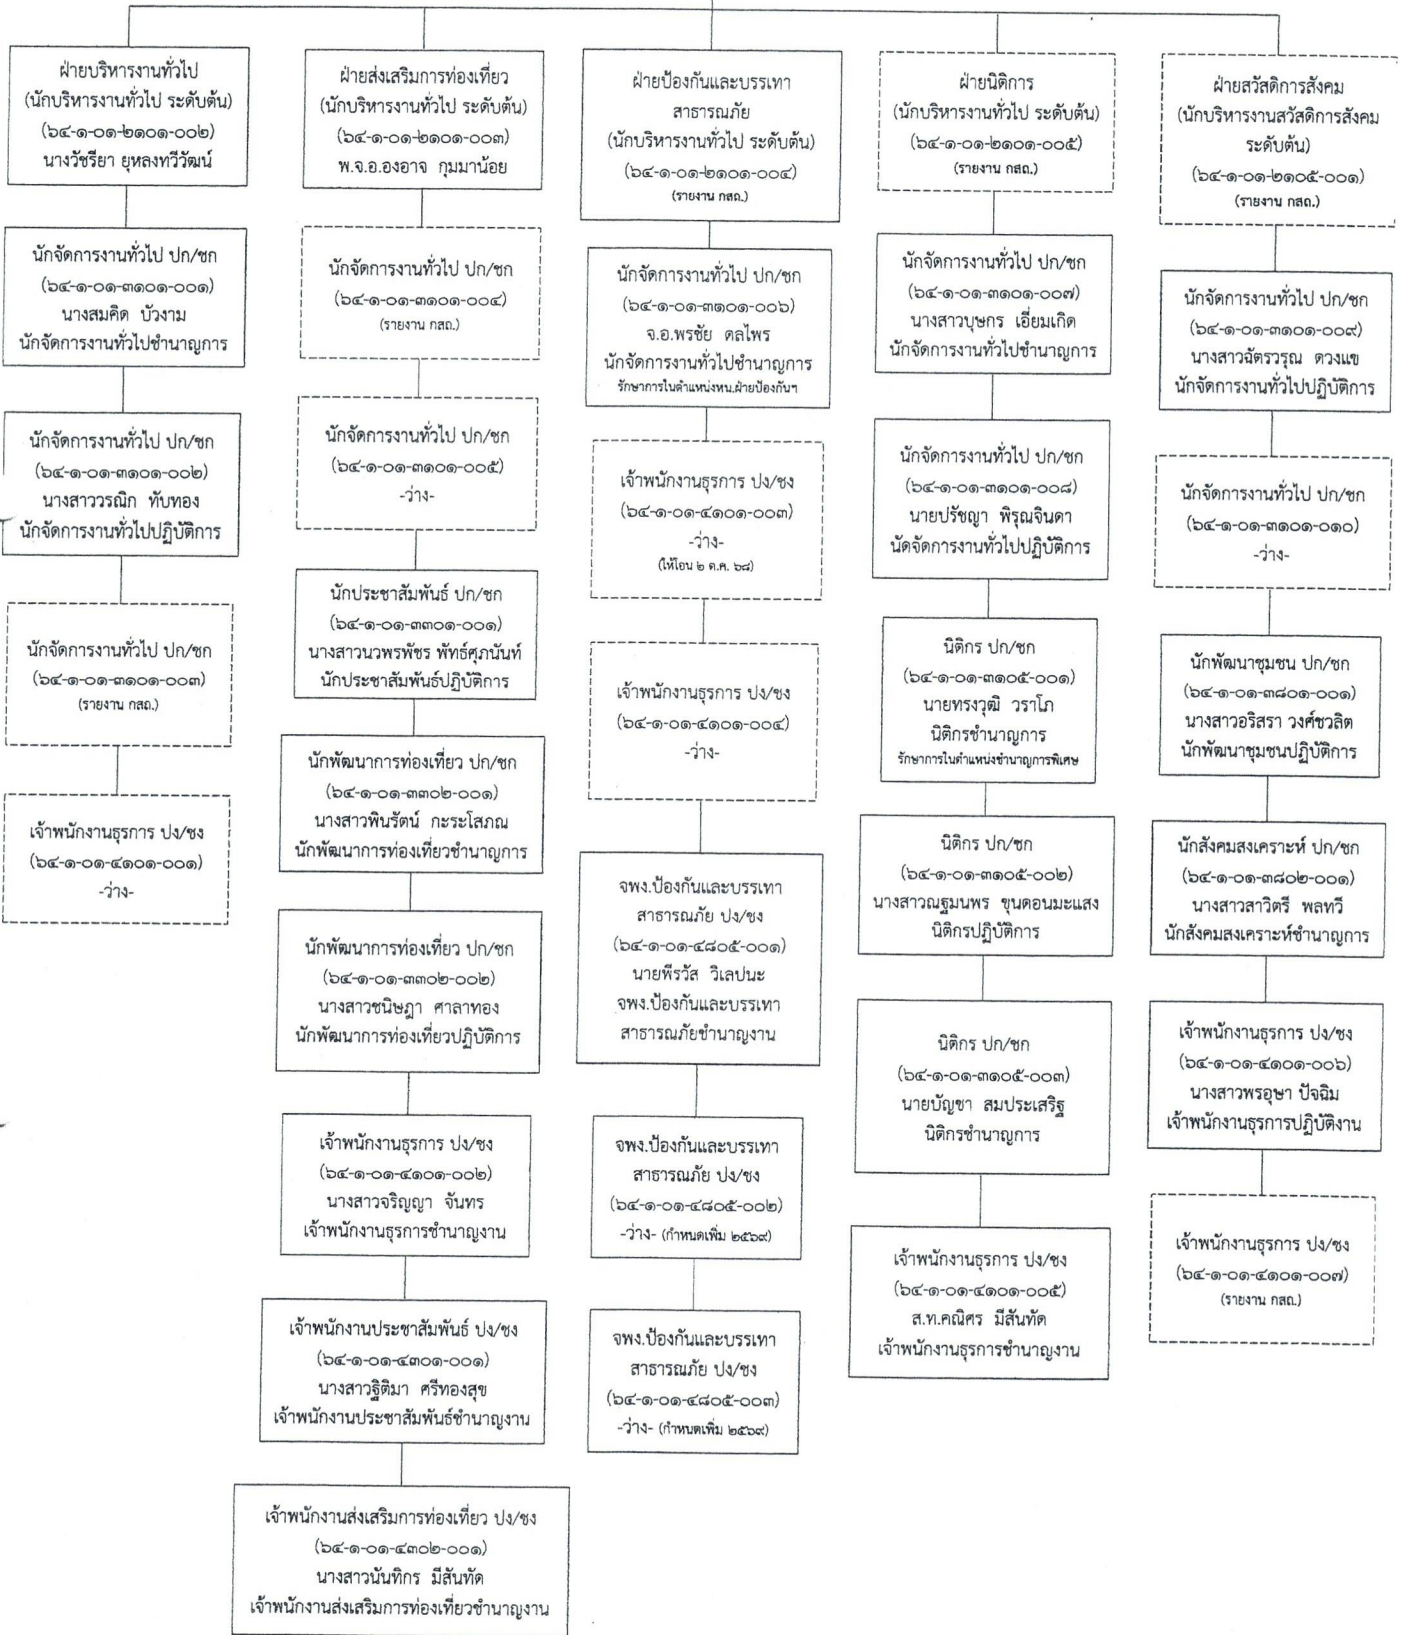 ฝ่ายบริหารงานทั่วไป
(นักบริหารงานทั่วไป ระดับต้น)
(๖๔-๑-๐๑-๒๑๐๑-๐๐๒)
นางวัชรียา ยุหลงทวีวัฒน์
นักจัดการงานทั่วไป ปก/ชก
(๖๔-๑-๐๑-๓๑๐๑-๐๐๑)
นางสมคิด บัวงาม
นักจัดการงานทั่วไปชำนาญการ
นักจัดการงานทั่วไป ปก/ชก
(๖๔-๑-๐๑-๓๑๐๑-๐๐๒)
นางสาววรณิก ทับทอง
นักจัดการงานทั่วไปปฏิบัติการ
นักจัดการงานทั่วไป ปก/ชก
(๖๔-๑-๐๑-๓๑๐๑-๐๐๓)
(รายงาน กสถ.)
เจ้าพนักงานธุรการ ปง/ชง
(๖๔-๑-๐๑-๔๑๐๑-๐๐๑)
-ว่าง-
ฝ่ายส่งเสริมการท่องเที่ยว
(นักบริหารงานทั่วไป ระดับต้น)
(๖๔-๑-๐๑-๒๑๐๑-๐๐๓)
พ.จ.อ.องอาจ กุมมาน้อย
นักจัดการงานทั่วไป ปก/ชก
(๖๔-๑-๐๑-๓๑๐๑-๐๐๔)
(รายงาน กสถ.)
นักจัดการงานทั่วไป ปก/ชก
(๖๔-๑-๐๑-๓๑๐๑-๐๐๕)
-ว่าง-
นักประชาสัมพันธ์ ปก/ชก
(๖๔-๑-๐๑-๓๓๐๑-๐๐๑)
นางสาวนวพรพัชร พัทธ์ศุภนันท์
นักประชาสัมพันธ์ปฏิบัติการ
นักพัฒนาการท่องเที่ยว ปก/ชก
(๖๔-๑-๐๑-๓๓๐๒-๐๐๑)
นางสาวพินรัตน์ กะระโสภณ
นักพัฒนาการท่องเที่ยวชำนาญการ
นักพัฒนาการท่องเที่ยว ปก/ชก
(๖๔-๑-๐๑-๓๓๐๒-๐๐๒)
นางสาวชนิษฎา ศาลาทอง
นักพัฒนาการท่องเที่ยวปฏิบัติการ
เจ้าพนักงานธุรการ ปง/ชง
(๖๔-๑-๐๑-๔๑๐๑-๐๐๒)
นางสาวจริญญา จันทร
เจ้าพนักงานธุรการชำนาญงาน
เจ้าพนักงานประชาสัมพันธ์ ปง/ชง
(๖๔-๑-๐๑-๔๓๐๑-๐๐๑)
นางสาวฐิติมา ศรีทองสุข
เจ้าพนักงานประชาสัมพันธ์ชำนาญงาน
เจ้าพนักงานส่งเสริมการท่องเที่ยว ปง/ชง
(๖๔-๑-๐๑-๔๓๐๒-๐๐๑)
นางสาวนันทิกร มีสันทัด
เจ้าพนักงานส่งเสริมการท่องเที่ยวชำนาญงาน
ฝ่ายป้องกันและบรรเทา
สาธารณภัย
(นักบริหารงานทั่วไป ระดับต้น)
(๖๔-๑-๐๑-๒๑๐๑-๐๐๔)
(รายงาน กสถ.)
นักจัดการงานทั่วไป ปก/ชก
(๖๔-๑-๐๑-๓๑๐๑-๐๐๖)
จ.อ.พรชัย ดลไพร
นักจัดการงานทั่วไปชำนาญการ
รักษาการในตำแหน่งหน.ฝ่ายป้องกันฯ
เจ้าพนักงานธุรการ ปง/ชง
(๖๔-๑-๐๑-๔๑๐๑-๐๐๓)
-ว่าง-
(ให้โอน ๒ ต.ค. ๖๘)
เจ้าพนักงานธุรการ ปง/ชง
(๖๔-๑-๐๑-๔๑๐๑-๐๐๔)
-ว่าง-
จพง.ป้องกันและบรรเทา
สาธารณภัย ปง/ชง
(๖๔-๑-๐๑-๔๘๐๕-๐๐๑)
นายพีรวัส วิเลปนะ
จพง.ป้องกันและบรรเทา
สาธารณภัยชำนาญงาน
จพง.ป้องกันและบรรเทา
สาธารณภัย ปง/ชง
(๖๔-๑-๐๑-๔๘๐๕-๐๐๒)
-ว่าง- (กำหนดเพิ่ม ๒๕๖๙)
จพง.ป้องกันและบรรเทา
สาธารณภัย ปง/ชง
(๖๔-๑-๐๑-๔๘๐๕-๐๐๓)
-ว่าง- (กำหนดเพิ่ม ๒๕๖๙)
ฝ่ายนิติการ
(นักบริหารงานทั่วไป ระดับต้น)
(๖๔-๑-๐๑-๒๑๐๑-๐๐๕)
(รายงาน กสถ.)
นักจัดการงานทั่วไป ปก/ชก
(๖๔-๑-๐๑-๓๑๐๑-๐๐๗)
นางสาวบุษกร เอี่ยมเกิด
นักจัดการงานทั่วไปชำนาญการ
นักจัดการงานทั่วไป ปก/ชก
(๖๔-๑-๐๑-๓๑๐๑-๐๐๘)
นายปรัชญา พิรุณจินดา
นัดจัดการงานทั่วไปปฏิบัติการ
นิติกร ปก/ชก
(๖๔-๑-๐๑-๓๑๐๕-๐๐๑)
นายทรงวุฒิ วราโภ
นิติกรชำนาญการ
รักษาการในตำแหน่งชำนาญการพิเศษ
นิติกร ปก/ชก
(๖๔-๑-๐๑-๓๑๐๕-๐๐๒)
นางสาวณฐมนพร ขุนดอนมะแสง
นิติกรปฏิบัติการ
นิติกร ปก/ชก
(๖๔-๑-๐๑-๓๑๐๕-๐๐๓)
นายบัญชา สมประเสริฐ
นิติกรชำนาญการ
เจ้าพนักงานธุรการ ปง/ชง
(๖๔-๑-๐๑-๔๑๐๑-๐๐๕)
ส.ท.คณิศร มีสันทัด
เจ้าพนักงานธุรการชำนาญงาน
ฝ่ายสวัสดิการสังคม
(นักบริหารงานสวัสดิการสังคม
ระดับต้น)
(๖๔-๑-๐๑-๒๑๐๕-๐๐๑)
(รายงาน กสถ.)
นักจัดการงานทั่วไป ปก/ชก
(๖๔-๑-๐๑-๓๑๐๑-๐๐๙)
นางสาวฉัตรวรุณ ดวงแข
นักจัดการงานทั่วไปปฏิบัติการ
นักจัดการงานทั่วไป ปก/ชก
(๖๔-๑-๐๑-๓๑๐๑-๐๑๐)
-ว่าง-
นักพัฒนาชุมชน ปก/ชก
(๖๔-๑-๐๑-๓๘๐๑-๐๐๑)
นางสาวอริสรา วงศ์ชวลิต
นักพัฒนาชุมชนปฏิบัติการ
นักสังคมสงเคราะห์ ปก/ชก
(๖๔-๑-๐๑-๓๘๐๒-๐๐๑)
นางสาวสาวิตรี พลทวี
นักสังคมสงเคราะห์ชำนาญการ
เจ้าพนักงานธุรการ ปง/ชง
(๖๔-๑-๐๑-๔๑๐๑-๐๐๖)
นางสาวพรอุษา ปัจฉิม
เจ้าพนักงานธุรการปฏิบัติงาน
เจ้าพนักงานธุรการ ปง/ชง
(๖๔-๑-๐๑-๔๑๐๑-๐๐๗)
(รายงาน กสถ.)